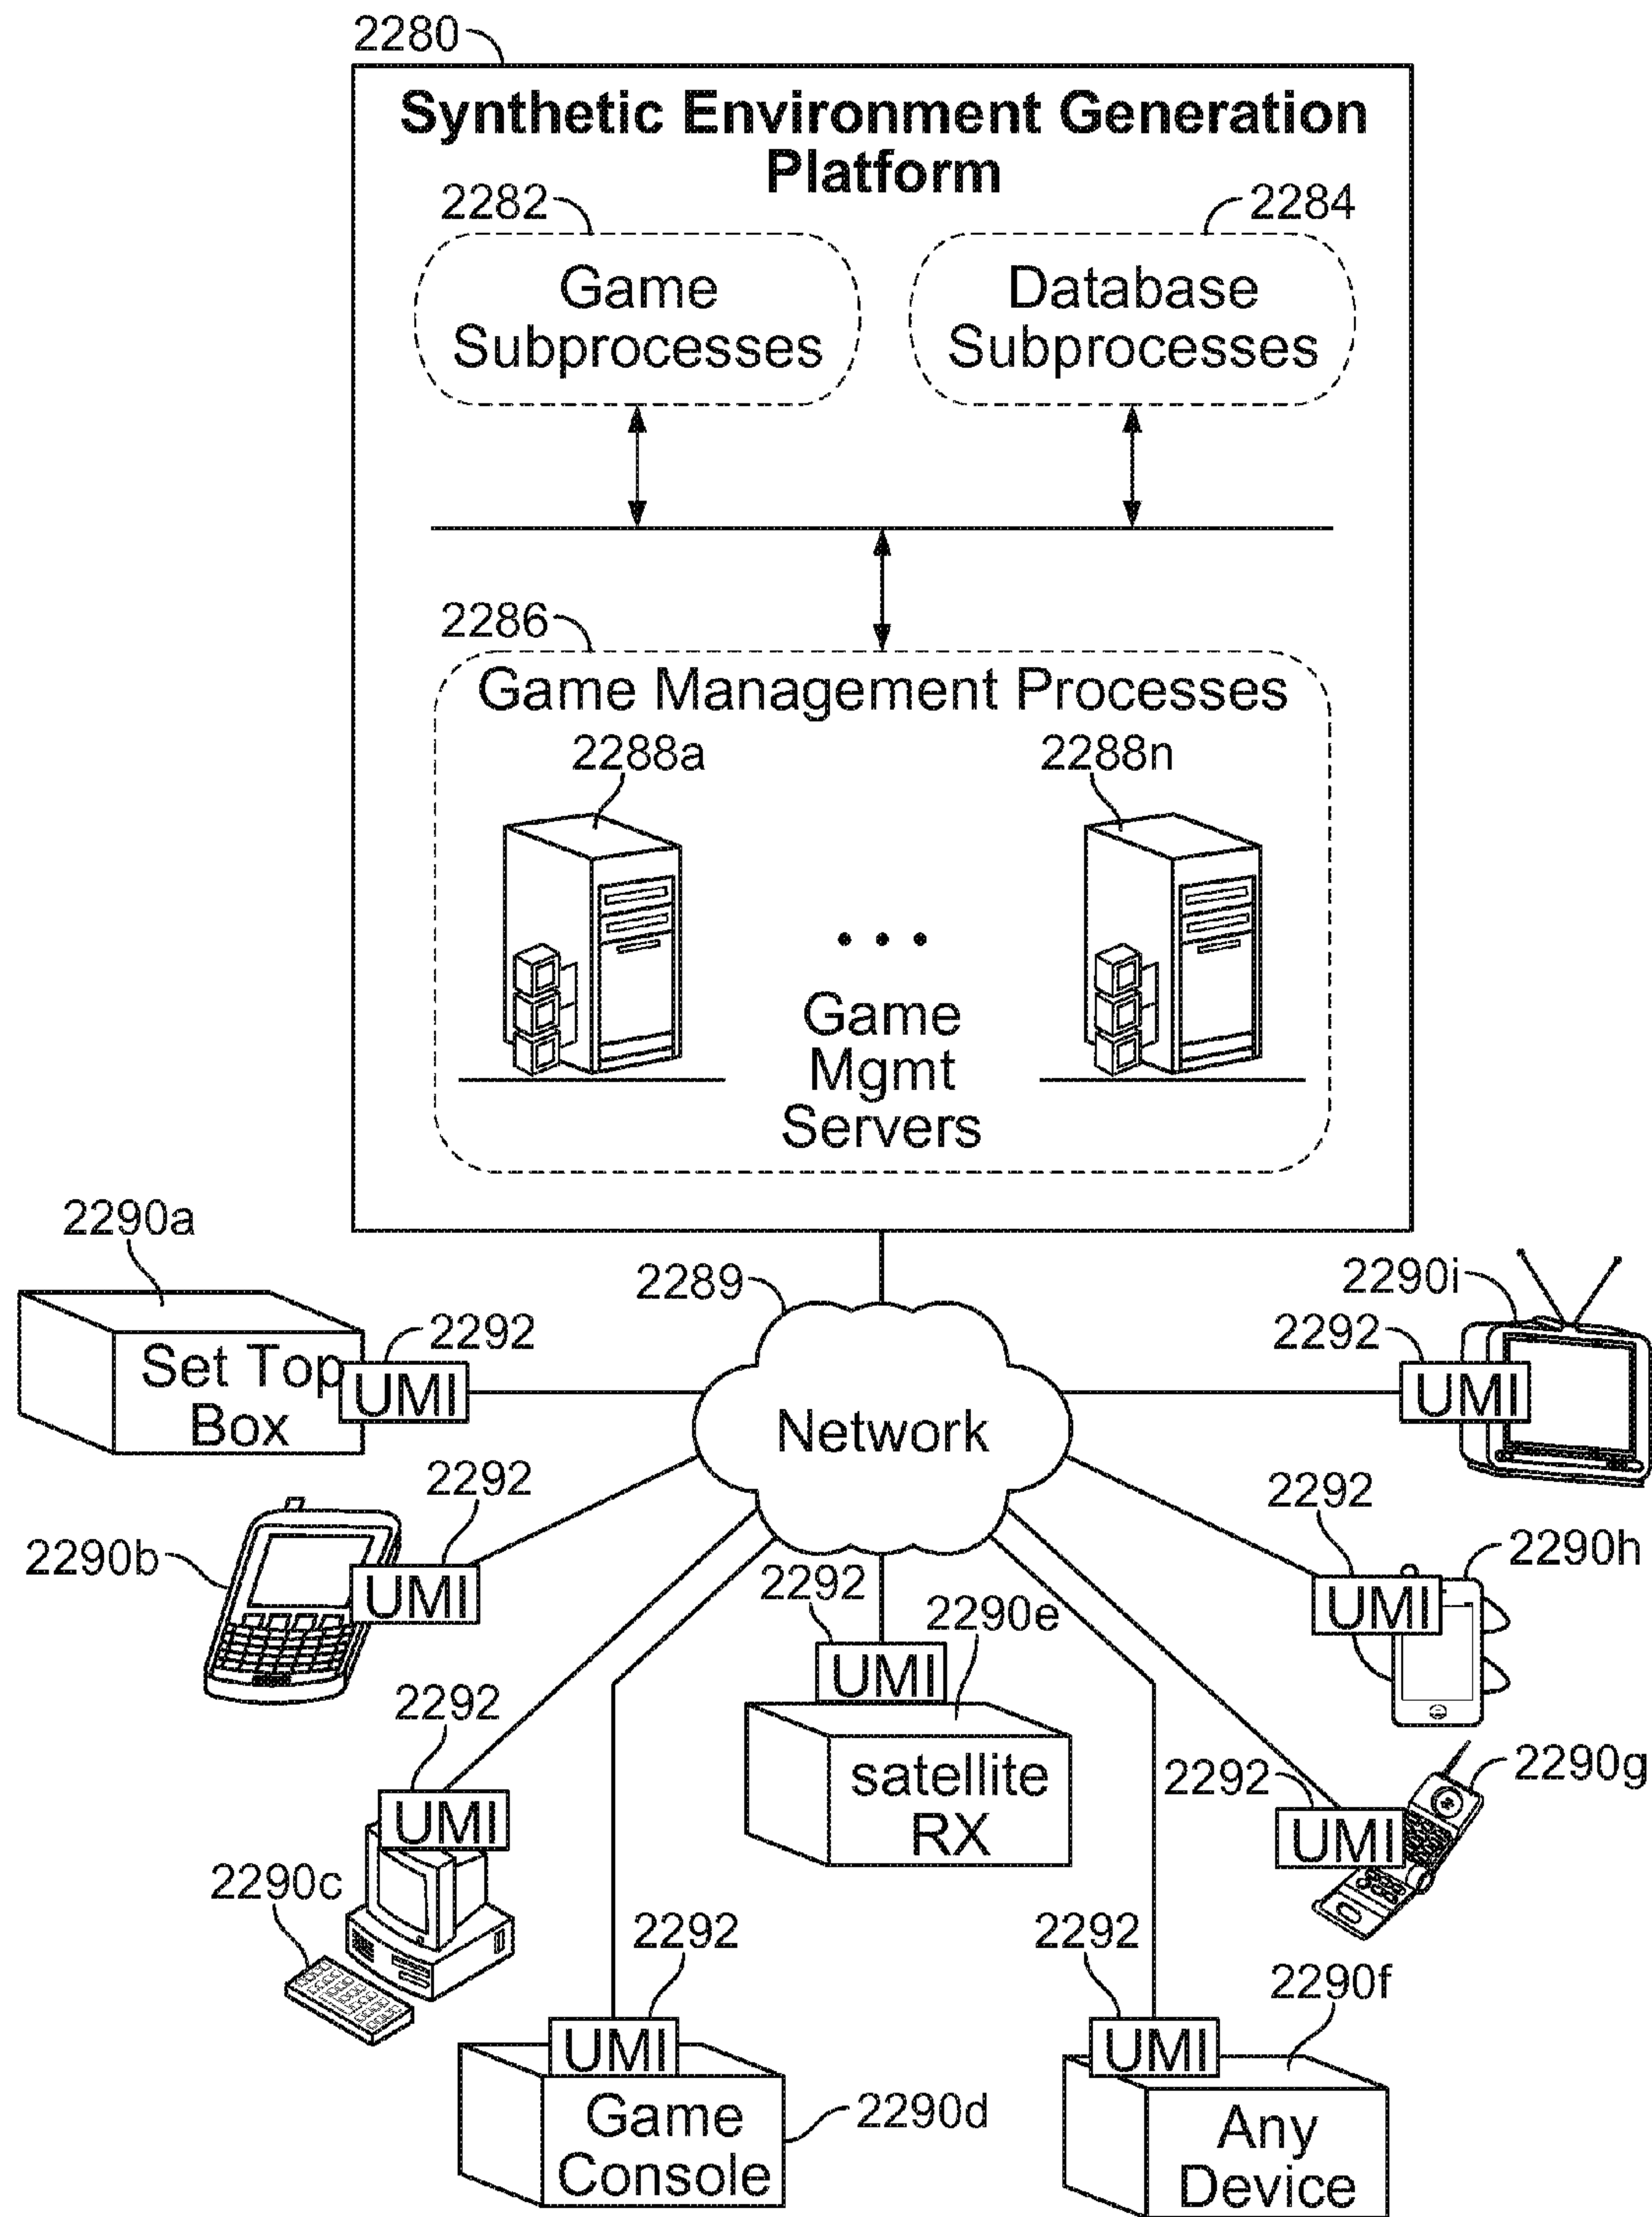 2280
Synthetic Environment Generation
Platform
2282
2284
Game
Subprocesses
Database
Subprocesses
2286
Game Management Processes
2288a
2288n
Game
Mgmt
Servers
2290a
2289
2290i
2292
2292
Set Top
Box
UMI
Network
UMI
2292
2292
2290b
UMI
2292
2290e
UMI
2290h
2292
UMI
2292
2290g
UMI
satellite
RX
UMI
2290c
2292
2292
2290f
UMI
UMI
Game
Console
2290d
Any
Device